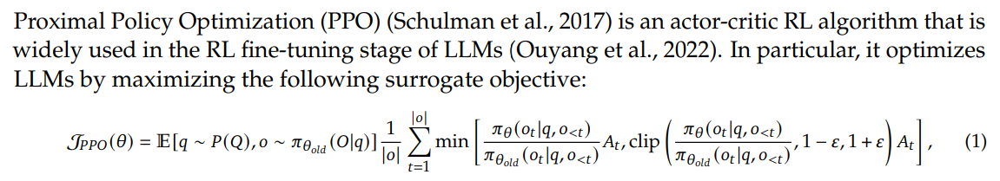 Proximal Policy Optimization (PPO) (Schulman et al., 2017) is an actor-critic RL algorithm that is
widely used in the RL fine-tuning stage of LLMs (Ouyang et al., 2022). In particular, it optimizes
LLMs by maximizing the following surrogate objective:
$\mathcal{J}_{PPO}(\theta) = \mathbb{E}[q \sim P(Q), o \sim \pi_{\theta_{old}}(O|q)] \frac{1}{|o|} \sum_{t=1}^{|o|} \min \left[ \frac{\pi_\theta(o_t|q, o_{<t})}{\pi_{\theta_{old}}(o_t|q, o_{<t})} A_t, \text{clip} \left( \frac{\pi_\theta(o_t|q, o_{<t})}{\pi_{\theta_{old}}(o_t|q, o_{<t})}, 1 - \varepsilon, 1 + \varepsilon \right) A_t \right],$ (1)